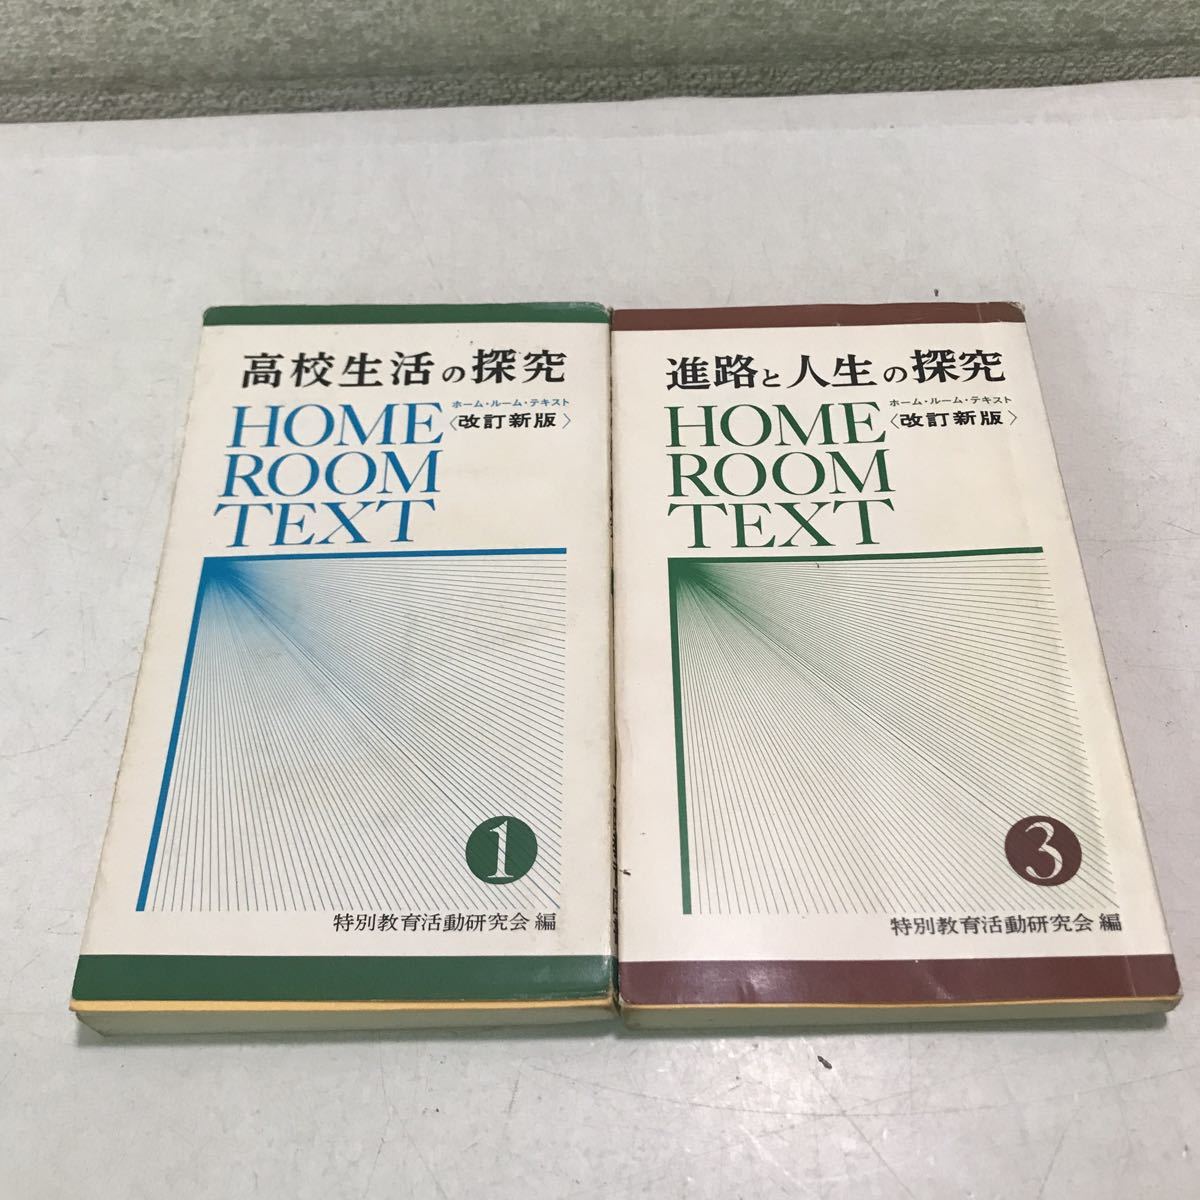 高校生活の探究
ホーム・ルーム・テキスト
HOME
〈改訂新版〉
ROOM
TEXT
1
特別教育活動研究会 編
進路と人生の探究
ホーム・ルーム・テキスト
HOME
〈改訂新版〉
ROOM
TEXT
3
特別教育活動研究会 編